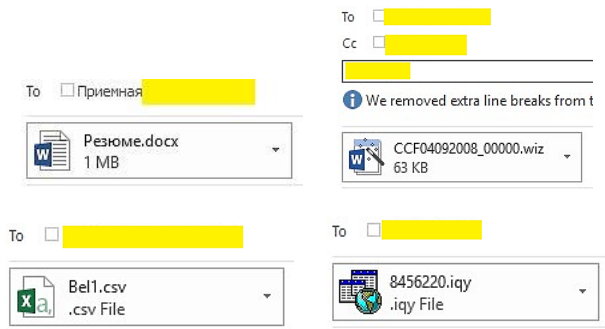 To Приемная
Резюме.docx
1 MB
To
Cc
We removed extra line breaks from t
CCF04092008_00000.wiz
63 KB
To
Bel1.csv
.csv File
To
8456220.iqy
.iqy File